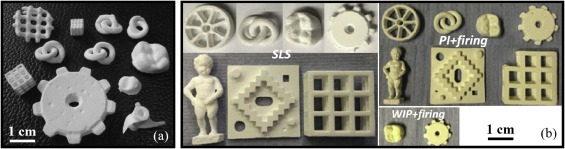 1 cm
(a)
SLS
PI+firing
WIP+firing
1 cm
(b)